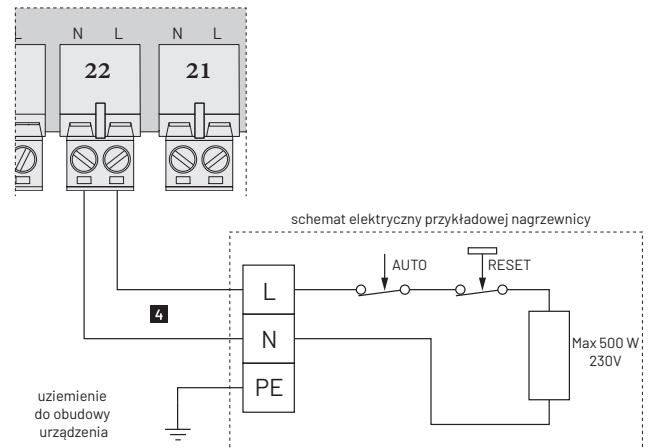 L N L N L
22 21
schemat elektryczny przykładowej nagrzewnicy
AUTO RESET
L
4
N
Max 500 W
230V
PE
uziemienie
do obudowy
urządzenia